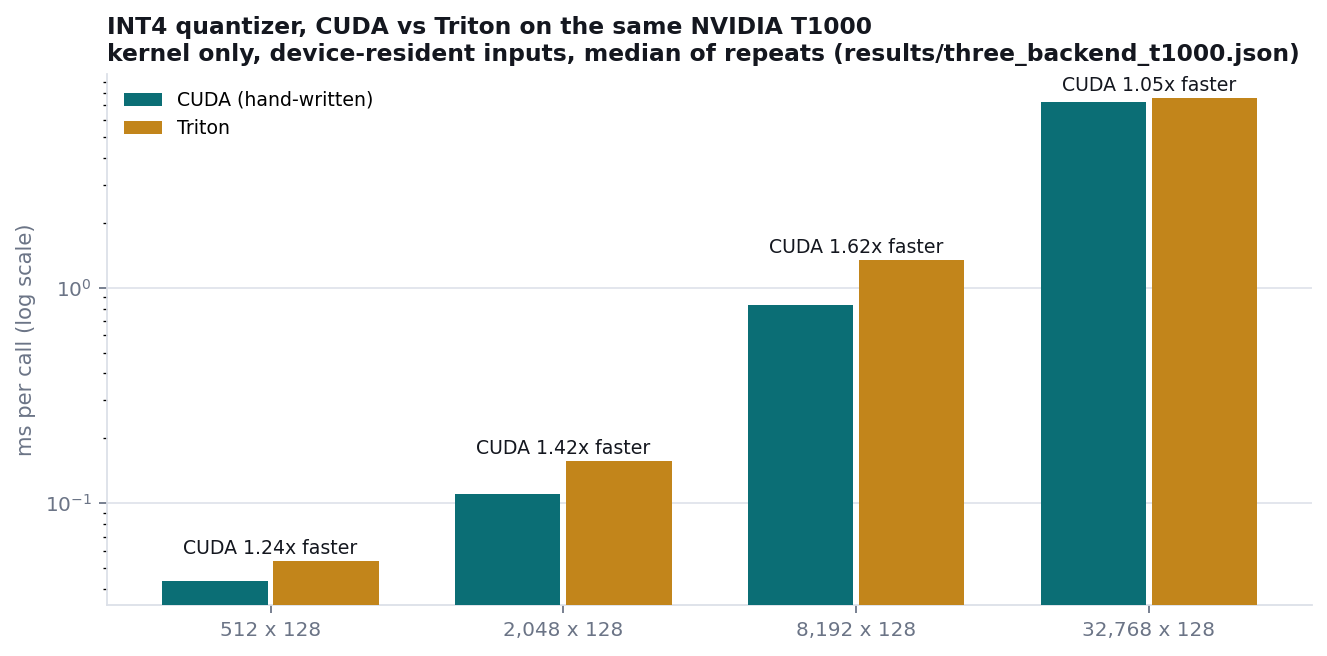 INT4 quantizer, CUDA vs Triton on the same NVIDIA T1000
kernel only, device-resident inputs, median of repeats (results/three_backend_t1000.json)
CUDA (hand-written)
Triton
CUDA 1.05x faster
CUDA 1.62x faster
CUDA 1.42x faster
CUDA 1.24x faster
ms per call (log scale)
10⁰
10⁻¹
512 x 128
2,048 x 128
8,192 x 128
32,768 x 128